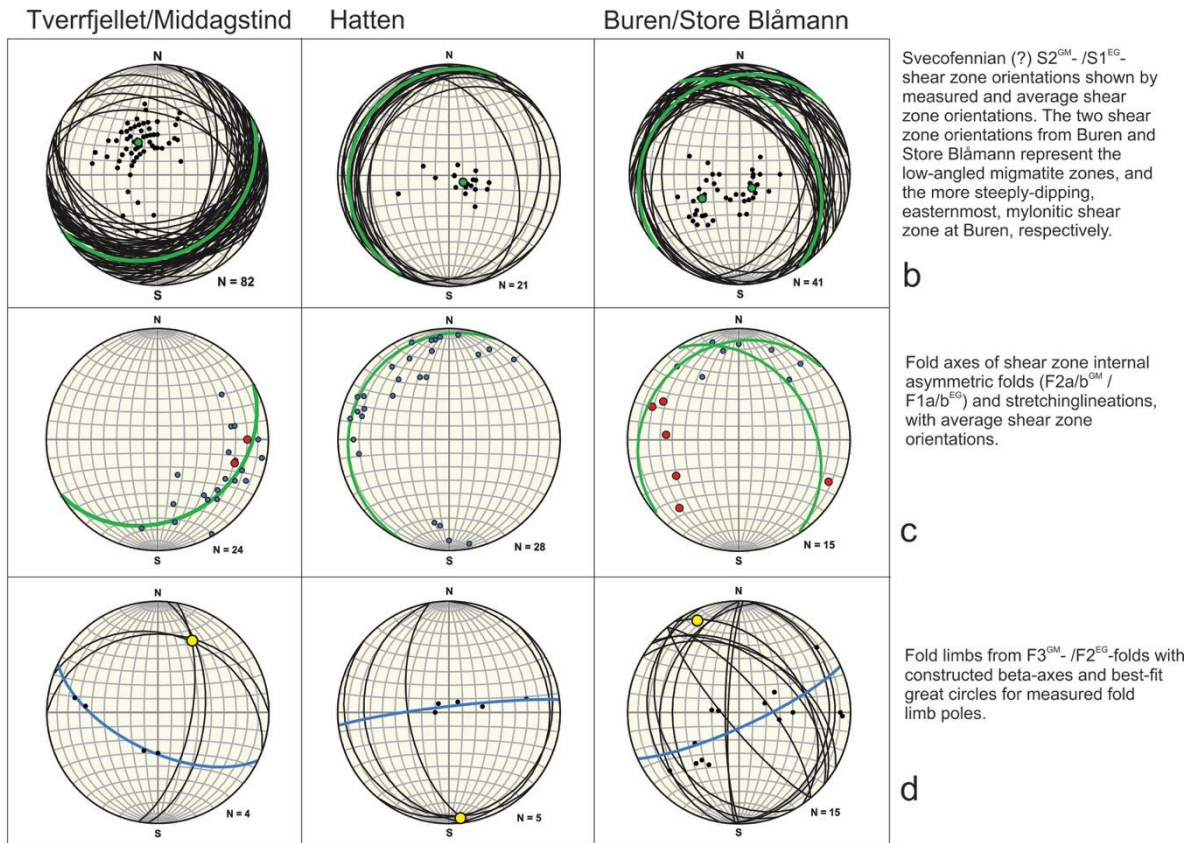 Tverrfjellet/Middagstind
Hatten
Buren/Store Blåmann
N
S
N = 82
N
S
N = 21
N
S
N = 41
Svecofennian (?) S2ᴳᴹ- /S1ᴱᴳ-
shear zone orientations shown by
measured and average shear
zone orientations. The two shear
zone orientations from Buren and
Store Blåmann represent the
low-angled migmatite zones, and
the more steeply-dipping,
easternmost, mylonitic shear
zone at Buren, respectively.
b
N
S
N = 24
N
S
N = 28
N
S
N = 15
Fold axes of shear zone internal
asymmetric folds (F2a/bᴳᴹ /
F1a/bᴱᴳ) and stretchinglineations,
with average shear zone
orientations.
c
N
S
N = 4
N
S
N = 5
N
S
N = 15
Fold limbs from F3ᴳᴹ- /F2ᴱᴳ-folds with
constructed beta-axes and best-fit
great circles for measured fold
limb poles.
d